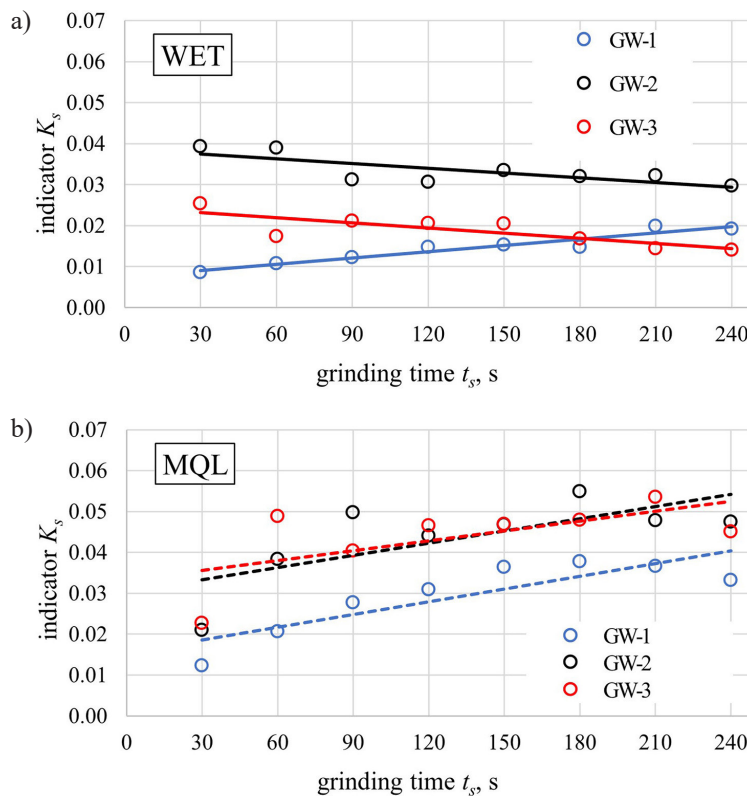 a)
WET
GW-1
GW-2
GW-3
indicator Ks
0.07
0.06
0.05
0.04
0.03
0.02
0.01
0.00
0 30 60 90 120 150 180 210 240
grinding time ts, s
b)
MQL
GW-1
GW-2
GW-3
indicator Ks
0.07
0.06
0.05
0.04
0.03
0.02
0.01
0.00
0 30 60 90 120 150 180 210 240
grinding time ts, s